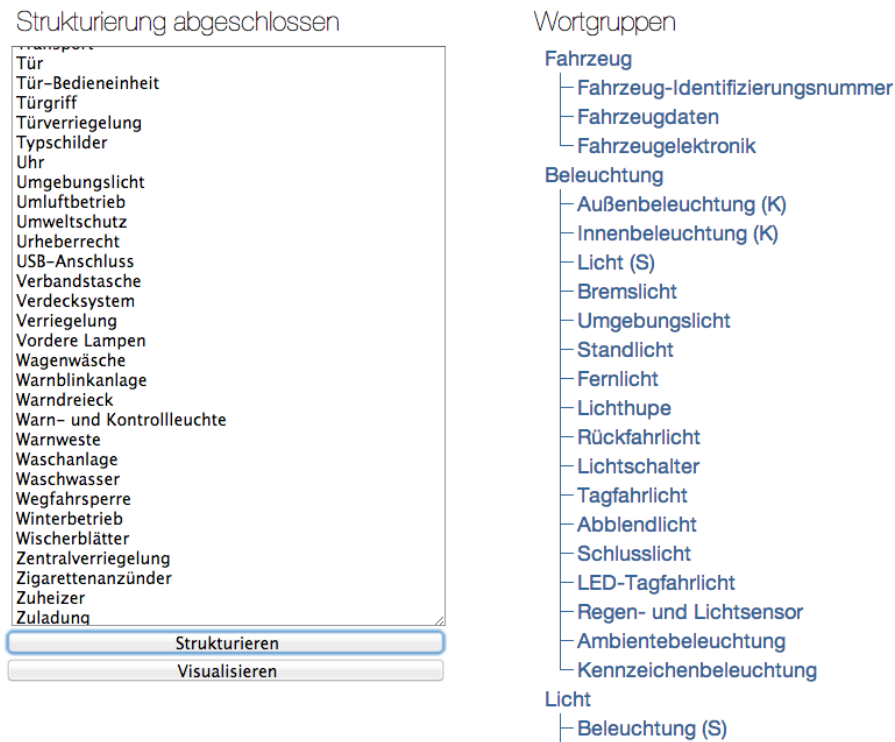 Strukturierung abgeschlossen
Transport
Tür
Tür-Bedieneinheit
Türgriff
Türverriegelung
Typschilder
Uhr
Umgebungslicht
Umluftbetrieb
Umweltschutz
Urheberrecht
USB-Anschluss
Verbandstasche
Verdecksystem
Verriegelung
Vordere Lampen
Wagenwäsche
Warnblinkanlage
Warndreieck
Warn- und Kontrollleuchte
Warnweste
Waschanlage
Waschwasser
Wegfahrsperre
Winterbetrieb
Wischerblätter
Zentralverriegelung
Zigarettenanzünder
Zuheizer
Zuladung
Strukturieren
Visualisieren
Wortgruppen
Fahrzeug
Fahrzeug-Identifizierungsnummer
Fahrzeugdaten
Fahrzeugelektronik
Beleuchtung
Außenbeleuchtung (K)
Innenbeleuchtung (K)
Licht (S)
Bremslicht
Umgebungslicht
Standlicht
Fernlicht
Lichthupe
Rückfahrlicht
Lichtschalter
Tagfahrlicht
Abblendlicht
Schlusslicht
LED-Tagfahrlicht
Regen- und Lichtsensor
Ambientebeleuchtung
Kennzeichenbeleuchtung
Licht
Beleuchtung (S)